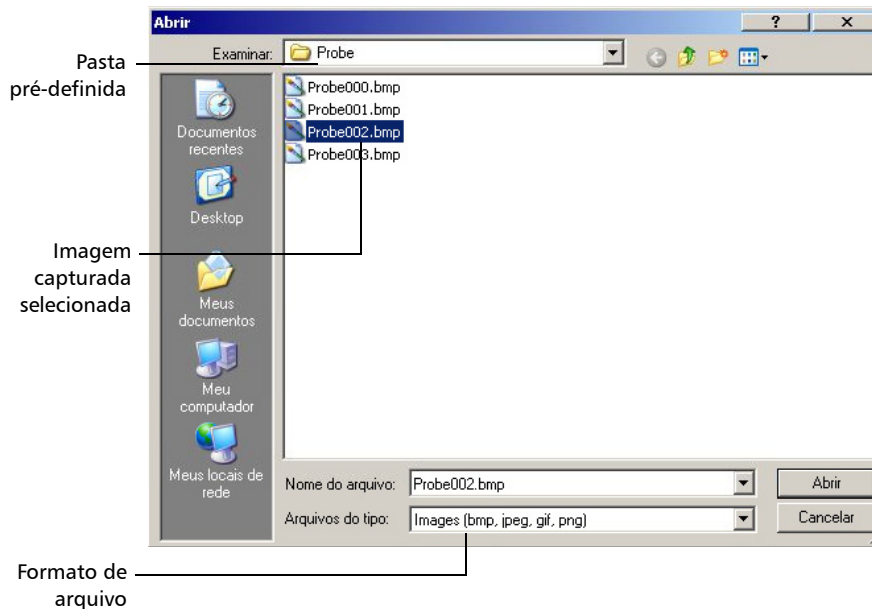 Abrir
?
X
Examinar:
Probe
Pasta
pré-definida
Probe000.bmp
Probe001.bmp
Probe002.bmp
Probe003.bmp
Documentos
recentes
Desktop
Meus
documentos
Meu
computador
Meus locais de
rede
Imagem
capturada
selecionada
Nome do arquivo:
Probe002.bmp
Abrir
Arquivos do tipo:
Images (bmp, jpeg, gif, png)
Cancelar
Formato de
arquivo